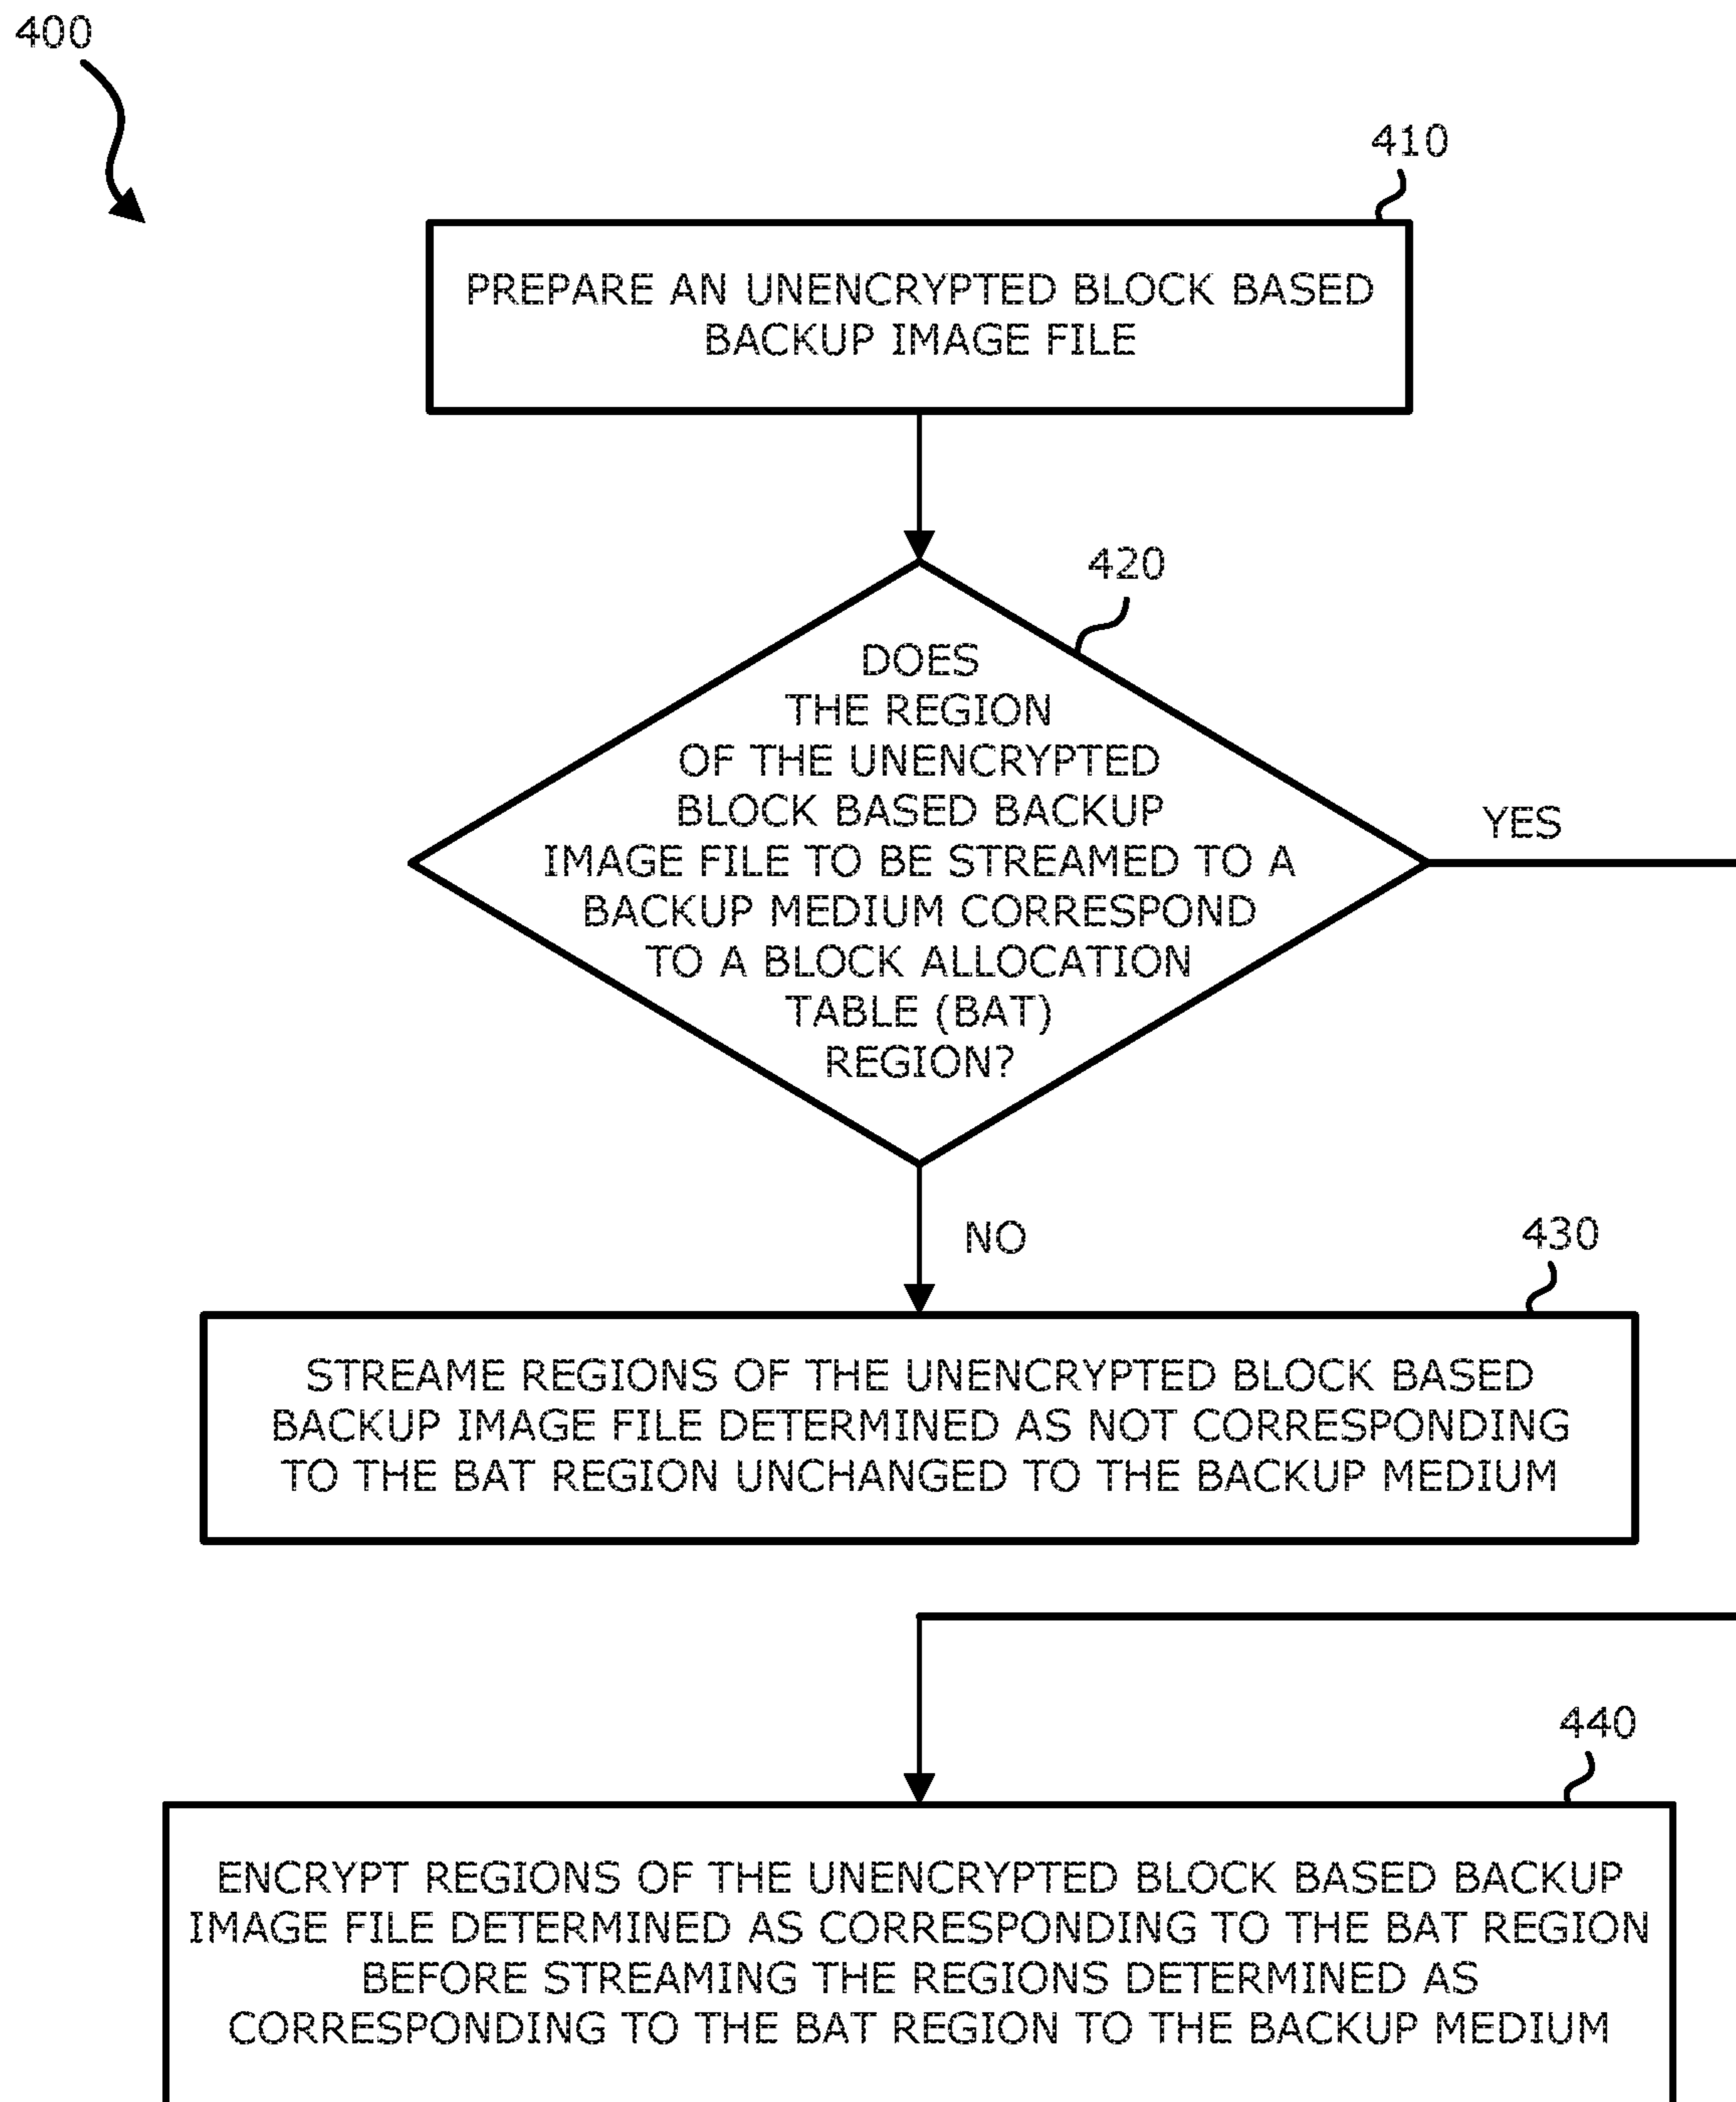 400
410
PREPARE AN UNENCRYPTED BLOCK BASED
BACKUP IMAGE FILE
420
DOES
THE REGION
OF THE UNENCRYPTED
BLOCK BASED BACKUP
IMAGE FILE TO BE STREAMED TO A
BACKUP MEDIUM CORRESPOND
TO A BLOCK ALLOCATION
TABLE (BAT)
REGION?
YES
NO
430
STREAME REGIONS OF THE UNENCRYPTED BLOCK BASED
BACKUP IMAGE FILE DETERMINED AS NOT CORRESPONDING
TO THE BAT REGION UNCHANGED TO THE BACKUP MEDIUM
440
ENCRYPT REGIONS OF THE UNENCRYPTED BLOCK BASED BACKUP
IMAGE FILE DETERMINED AS CORRESPONDING TO THE BAT REGION
BEFORE STREAMING THE REGIONS DETERMINED AS
CORRESPONDING TO THE BAT REGION TO THE BACKUP MEDIUM